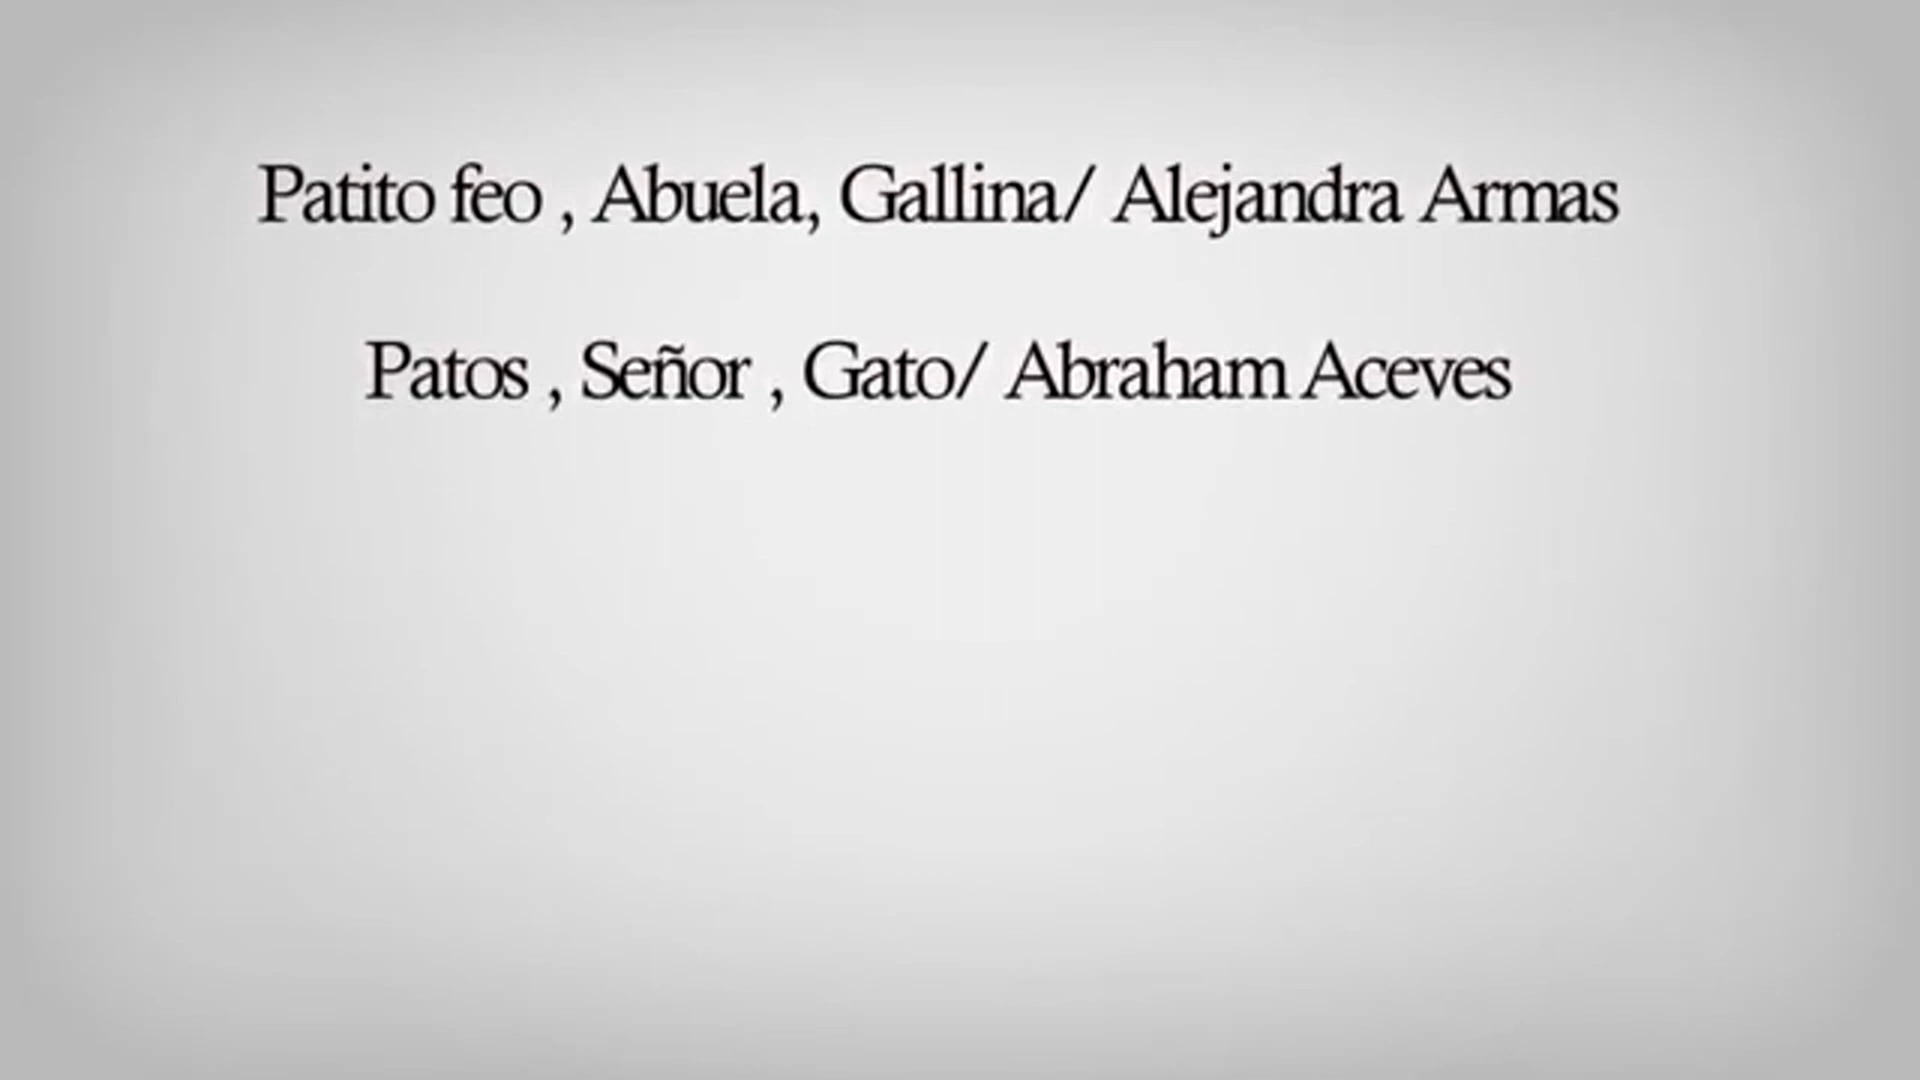 Patito feo , Abuela, Gallina/ Alejandra Armas
Patos , Señor , Gato/ Abraham Aceves